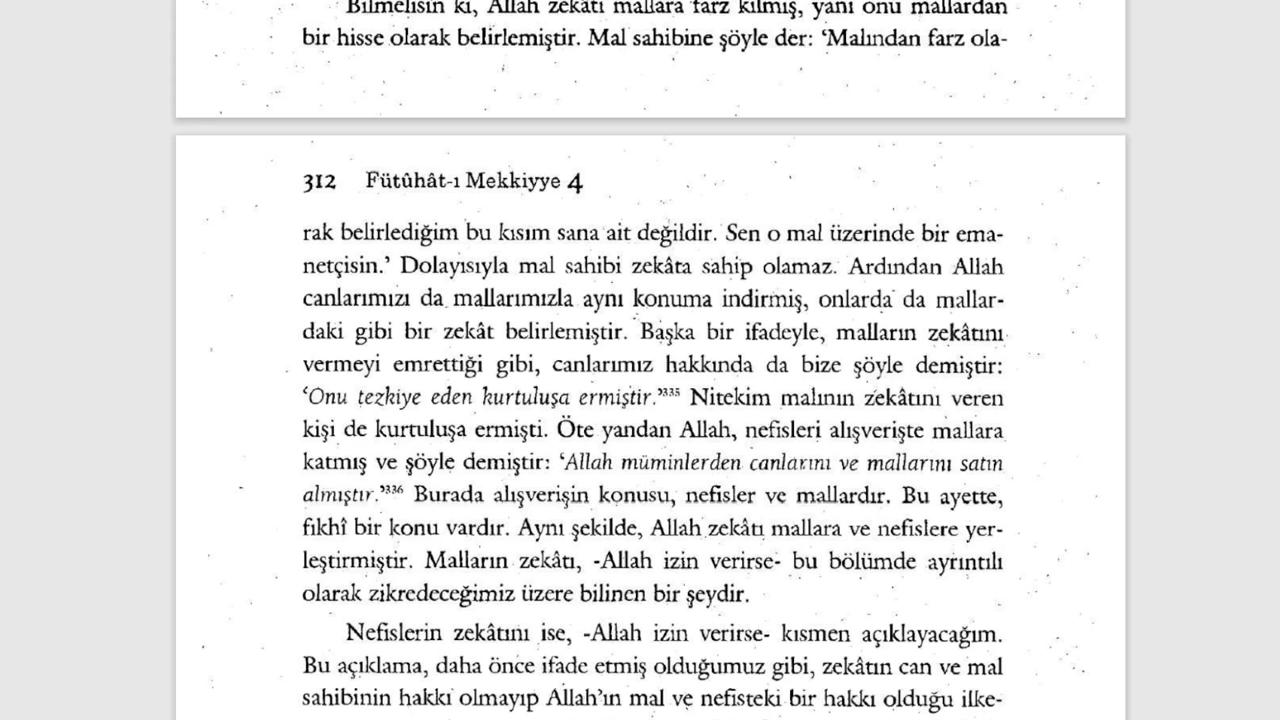 Bilmelisin ki, Allah zekâtı mallara farz kılmış, yani onu mallardan
bir hisse olarak belirlemiştir. Mal sahibine şöyle der: ‘Malından farz ola-
312 Fütûhât-ı Mekkiyye 4
rak belirlediğim bu kısım sana ait değildir. Sen o mal üzerinde bir ema-
netçisin.’ Dolayısıyla mal sahibi zekâta sahip olamaz. Ardından Allah
canlarımızı da mallarımızla aynı konuma indirmiş, onlarda da mallar-
daki gibi bir zekât belirlemiştir. Başka bir ifadeyle, malların zekâtını
vermeyi emrettiği gibi, canlarımız hakkında da bize şöyle demiştir:
‘Onu tezkiye eden kurtuluşa ermiştir.’335 Nitekim malının zekâtını veren
kişi de kurtuluşa ermişti. Öte yandan Allah, nefisleri alışverişte mallara
katmış ve şöyle demiştir: ‘Allah müminlerden canlarını ve mallarını satın
almıştır.’336 Burada alışverişin konusu, nefisler ve mallardır. Bu ayette,
fıkhî bir konu vardır. Aynı şekilde, Allah zekâtı mallara ve nefislere yer-
leştirmiştir. Malların zekâtı, -Allah izin verirse- bu bölümde ayrıntılı
olarak zikredeceğimiz üzere bilinen bir şeydir.
Nefislerin zekâtını ise, -Allah izin verirse- kısmen açıklayacağım.
Bu açıklama, daha önce ifade etmiş olduğumuz gibi, zekâtın can ve mal
sahibinin hakkı olmayıp Allah’ın mal ve nefisteki bir hakkı olduğu ilke-